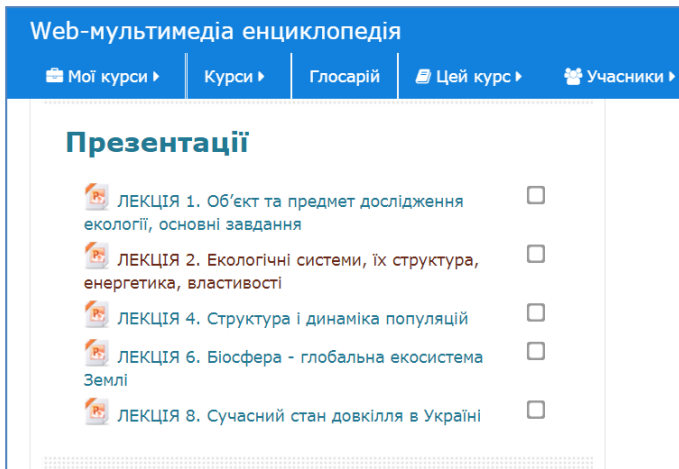 Web-мультимедіа енциклопедія
Мої курси Курси Глосарій Цей курс Учасники
Презентації
ЛЕКЦІЯ 1. Об’єкт та предмет дослідження
екології, основні завдання
ЛЕКЦІЯ 2. Екологічні системи, їх структура,
енергетика, властивості
ЛЕКЦІЯ 4. Структура і динаміка популяцій
ЛЕКЦІЯ 6. Біосфера - глобальна екосистема
Землі
ЛЕКЦІЯ 8. Сучасний стан довкілля в Україні